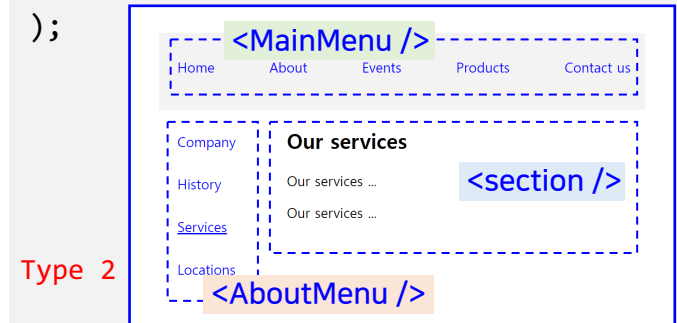 );
<MainMenu />
Home About Events Products Contact us
Company
History
Services
Locations
Our services
Our services ...
Our services ...
<section />
Type 2
<AboutMenu />